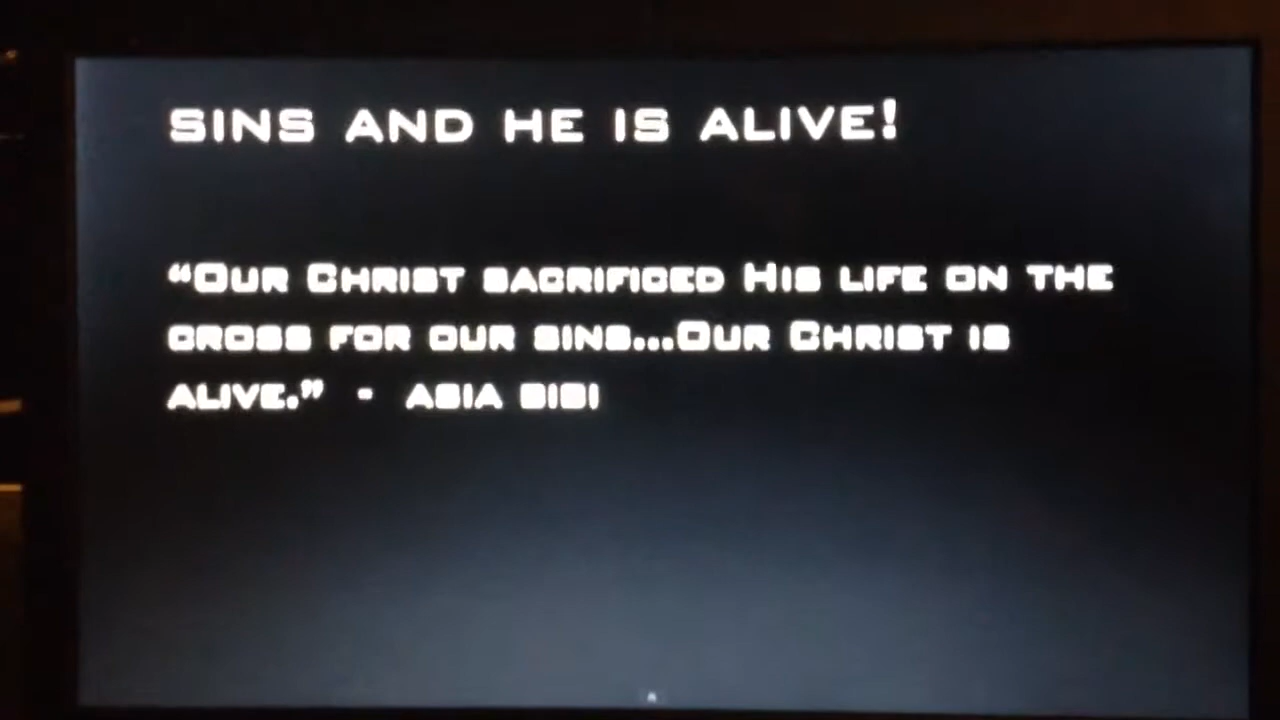 SINS AND HE IS ALIVE!
“OUR CHRIST SACRIFICED HIS LIFE ON THE
CROSS FOR OUR SINS...OUR CHRIST IS
ALIVE.” - ASIA BIBI